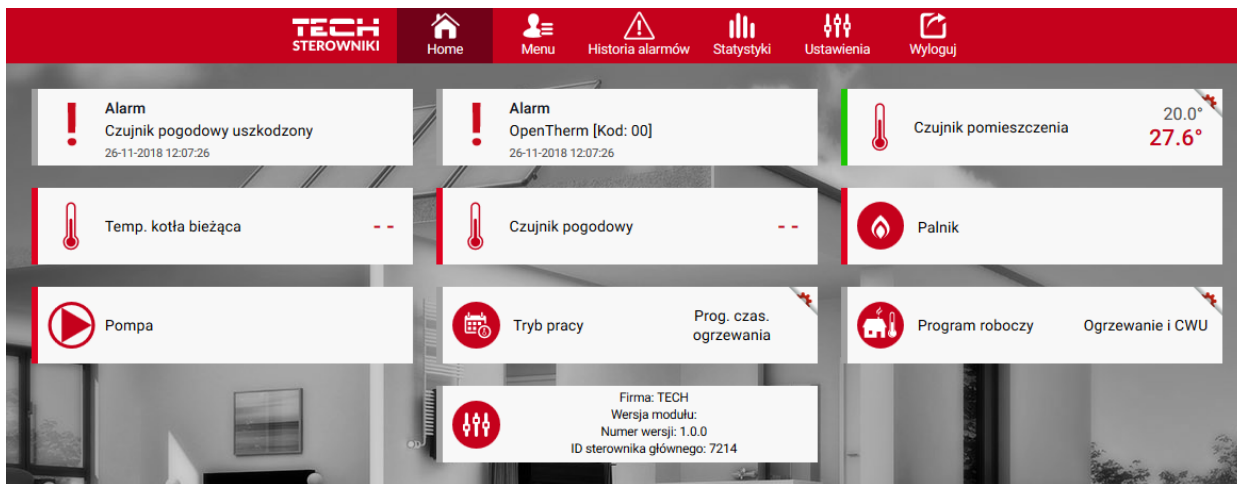 TECH
STEROWNIKI
Home
Menu
Historia alarmów
Statystyki
Ustawienia
Wyloguj
Alarm
Czujnik pogodowy uszkodzony
26-11-2018 12:07:26
Alarm
OpenTherm [Kod: 00]
26-11-2018 12:07:26
Czujnik pomieszczenia
20.0°
27.6°
Temp. kotła bieżąca
- -
Czujnik pogodowy
- -
Palnik
Pompa
Tryb pracy
Prog. czas.
ogrzewania
Program roboczy
Ogrzewanie i CWU
Firma: TECH
Wersja modułu:
Numer wersji: 1.0.0
ID sterownika głównego: 7214